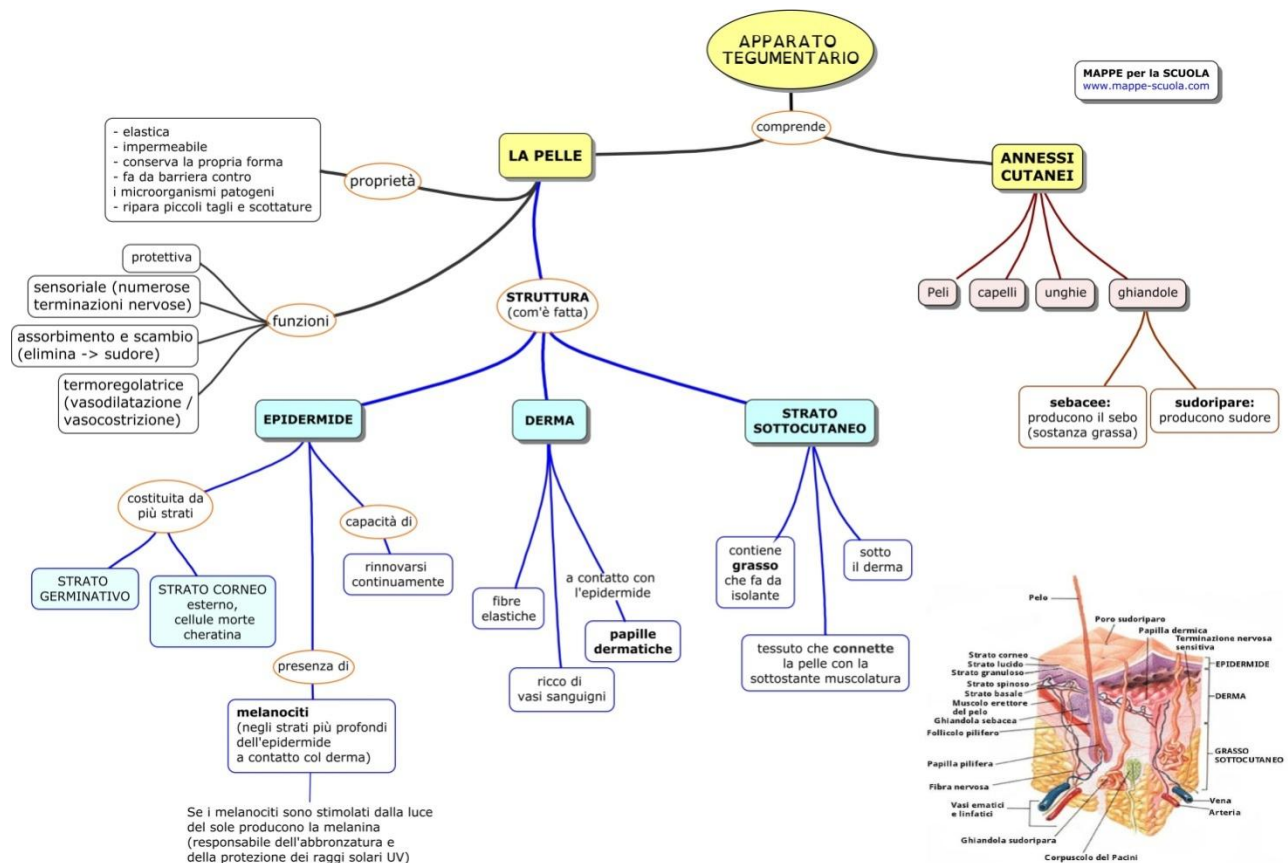 APPARATO
TEGUMENTARIO
MAPPE per la SCUOLA
www.mappe-scuola.com
comprende
LA PELLE
ANNESSI
CUTANEI
proprietà
- elastica
- impermeabile
- conserva la propria forma
- fa da barriera contro
i microorganismi patogeni
- ripara piccoli tagli e scottature
funzioni
protettiva
sensoriale (numerose
terminazioni nervose)
assorbimento e scambio
(elimina -> sudore)
termoregolatrice
(vasodilatazione /
vasocostrizione)
STRUTTURA
(com'è fatta)
EPIDERMIDE
costituita da
più strati
STRATO
GERMINATIVO
STRATO CORNEO
esterno,
cellule morte
cheratina
capacità di
rinnovarsi
continuamente
presenza di
melanociti
(negli strati più profondi
dell'epidermide
a contatto col derma)
Se i melanociti sono stimolati dalla luce
del sole producono la melanina
(responsabile dell'abbronzatura e
della protezione dei raggi solari UV)
DERMA
fibre
elastiche
ricco di
vasi sanguigni
a contatto con
l'epidermide
papille
dermatiche
STRATO
SOTTOCUTANEO
contiene
grasso
che fa da
isolante
tessuto che connette
la pelle con la
sottostante muscolatura
sotto
il derma
Peli
capelli
unghie
ghiandole
sebacee:
producono il sebo
(sostanza grassa)
sudoripare:
producono sudore
Pelo
Poro sudoripare
Papilla dermica
Terminazione nervosa
sensitiva
Strato corneo
Strato lucido
Strato granuloso
Strato spinoso
Strato basale
Muscolo erettore
del pelo
Ghiandola sebacea
Follicolo pilifero
Papilla pilifera
Fibra nervosa
Vasi ematici
e linfatici
Ghiandola sudoripara
Corpuscolo del Pacini
EPIDERMIDE
DERMA
GRASSO
SOTTOCUTANEO
Vena
Arteria